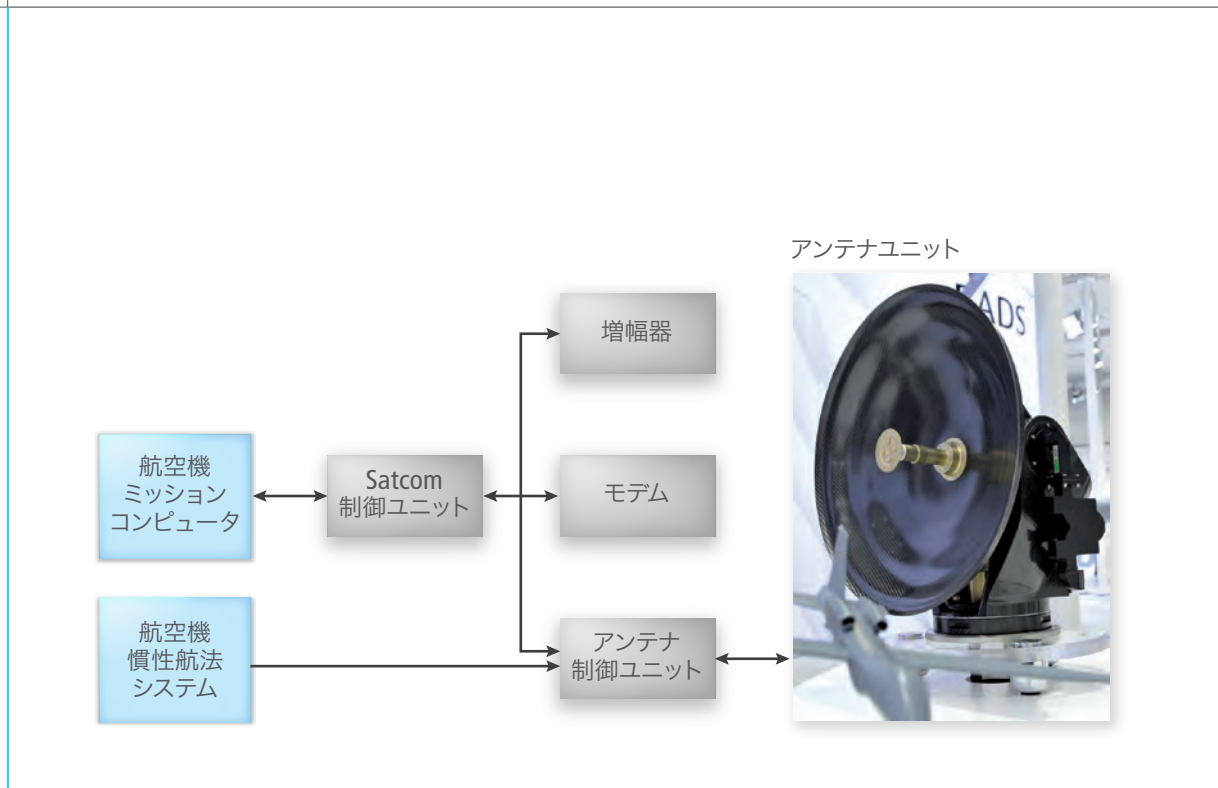 アンテナユニット
ADS
増幅器
航空機
ミッション
コンピュータ
Satcom
制御ユニット
モデム
航空機
慣性航法
システム
アンテナ
制御ユニット